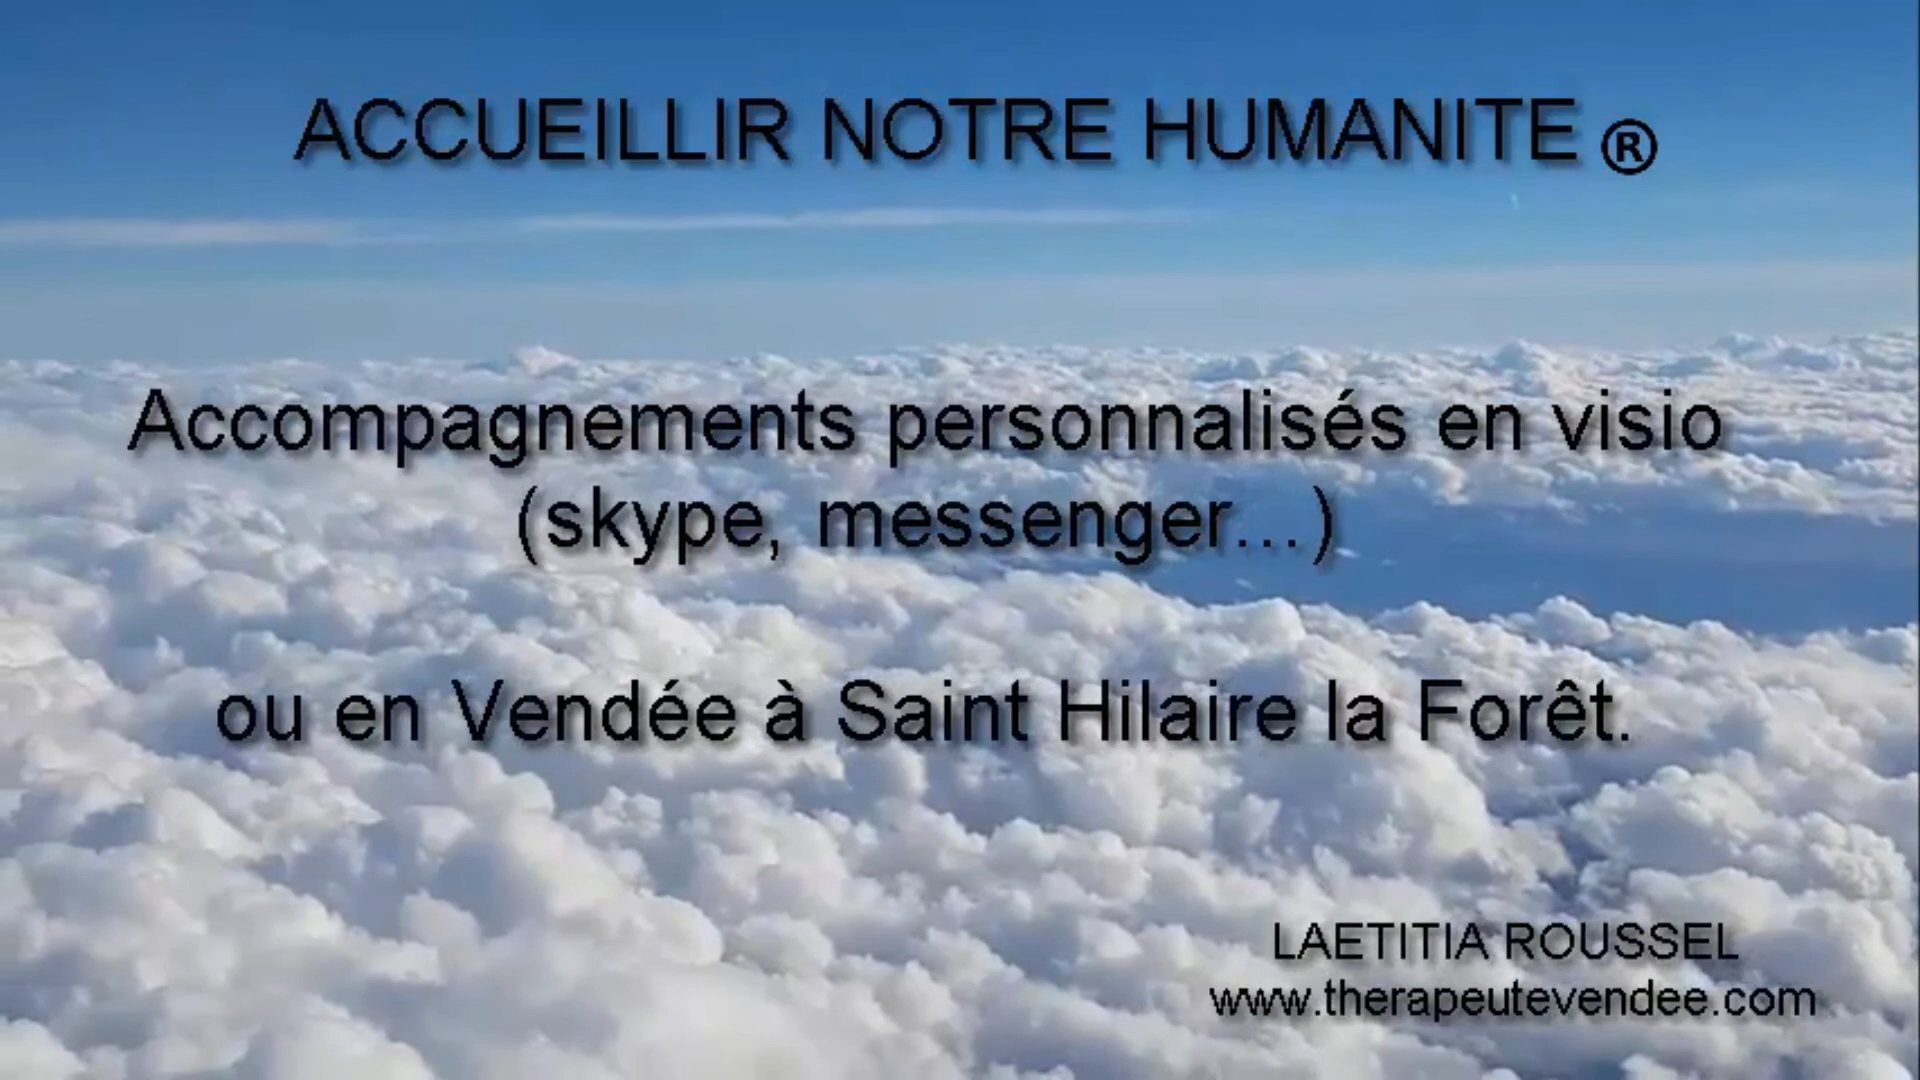 ACCUEILLIR NOTRE HUMANITE ®
Accompagnements personnalisés en visio
(skype, messenger...)
ou en Vendée à Saint Hilaire la Forêt.
LAETITIA ROUSSEL
www.therapeutevendee.com